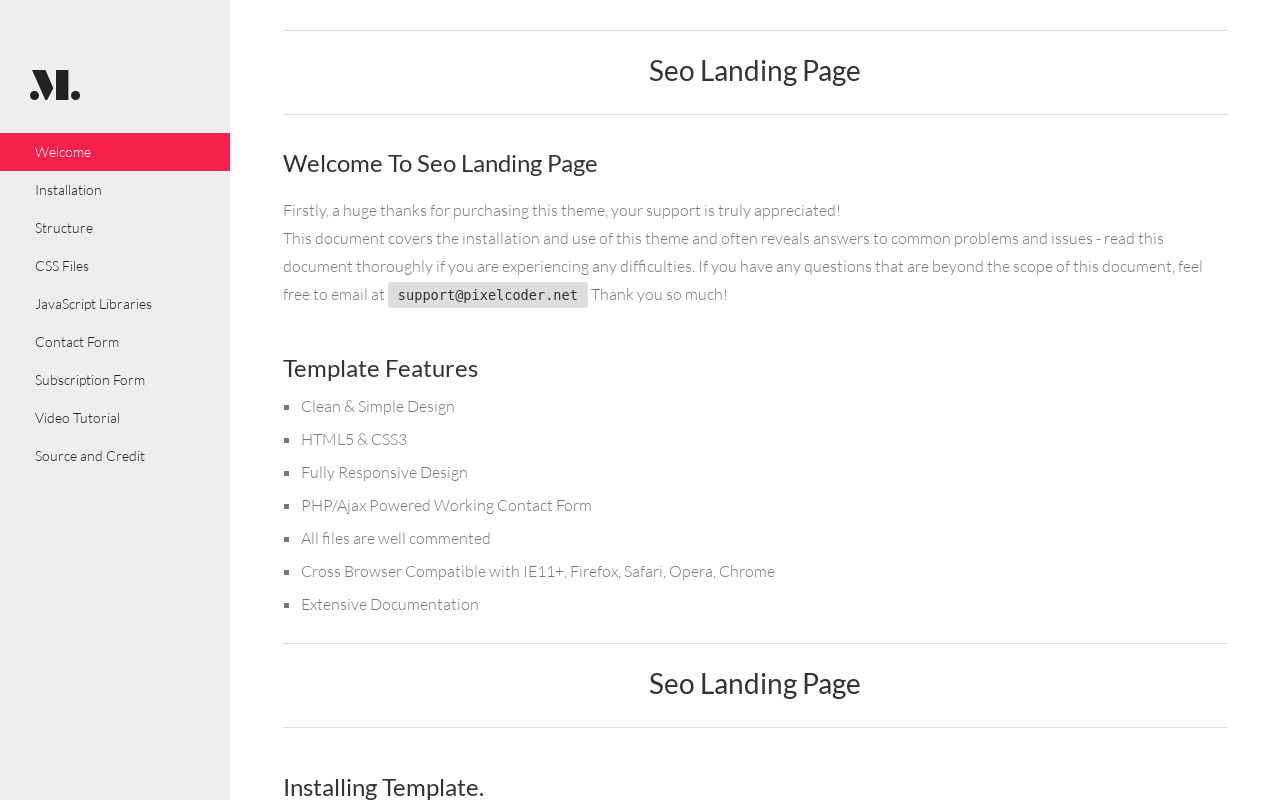 M.
Welcome
Installation
Structure
CSS Files
JavaScript Libraries
Contact Form
Subscription Form
Video Tutorial
Source and Credit
Seo Landing Page
Welcome To Seo Landing Page
Firstly, a huge thanks for purchasing this theme, your support is truly appreciated!
This document covers the installation and use of this theme and often reveals answers to common problems and issues - read this
document thoroughly if you are experiencing any difficulties. If you have any questions that are beyond the scope of this document, feel
free to email at support@pixelcoder.net Thank you so much!
Template Features
Clean & Simple Design
HTML5 & CSS3
Fully Responsive Design
PHP/Ajax Powered Working Contact Form
All files are well commented
Cross Browser Compatible with IE11+, Firefox, Safari, Opera, Chrome
Extensive Documentation
Seo Landing Page
Installing Template.